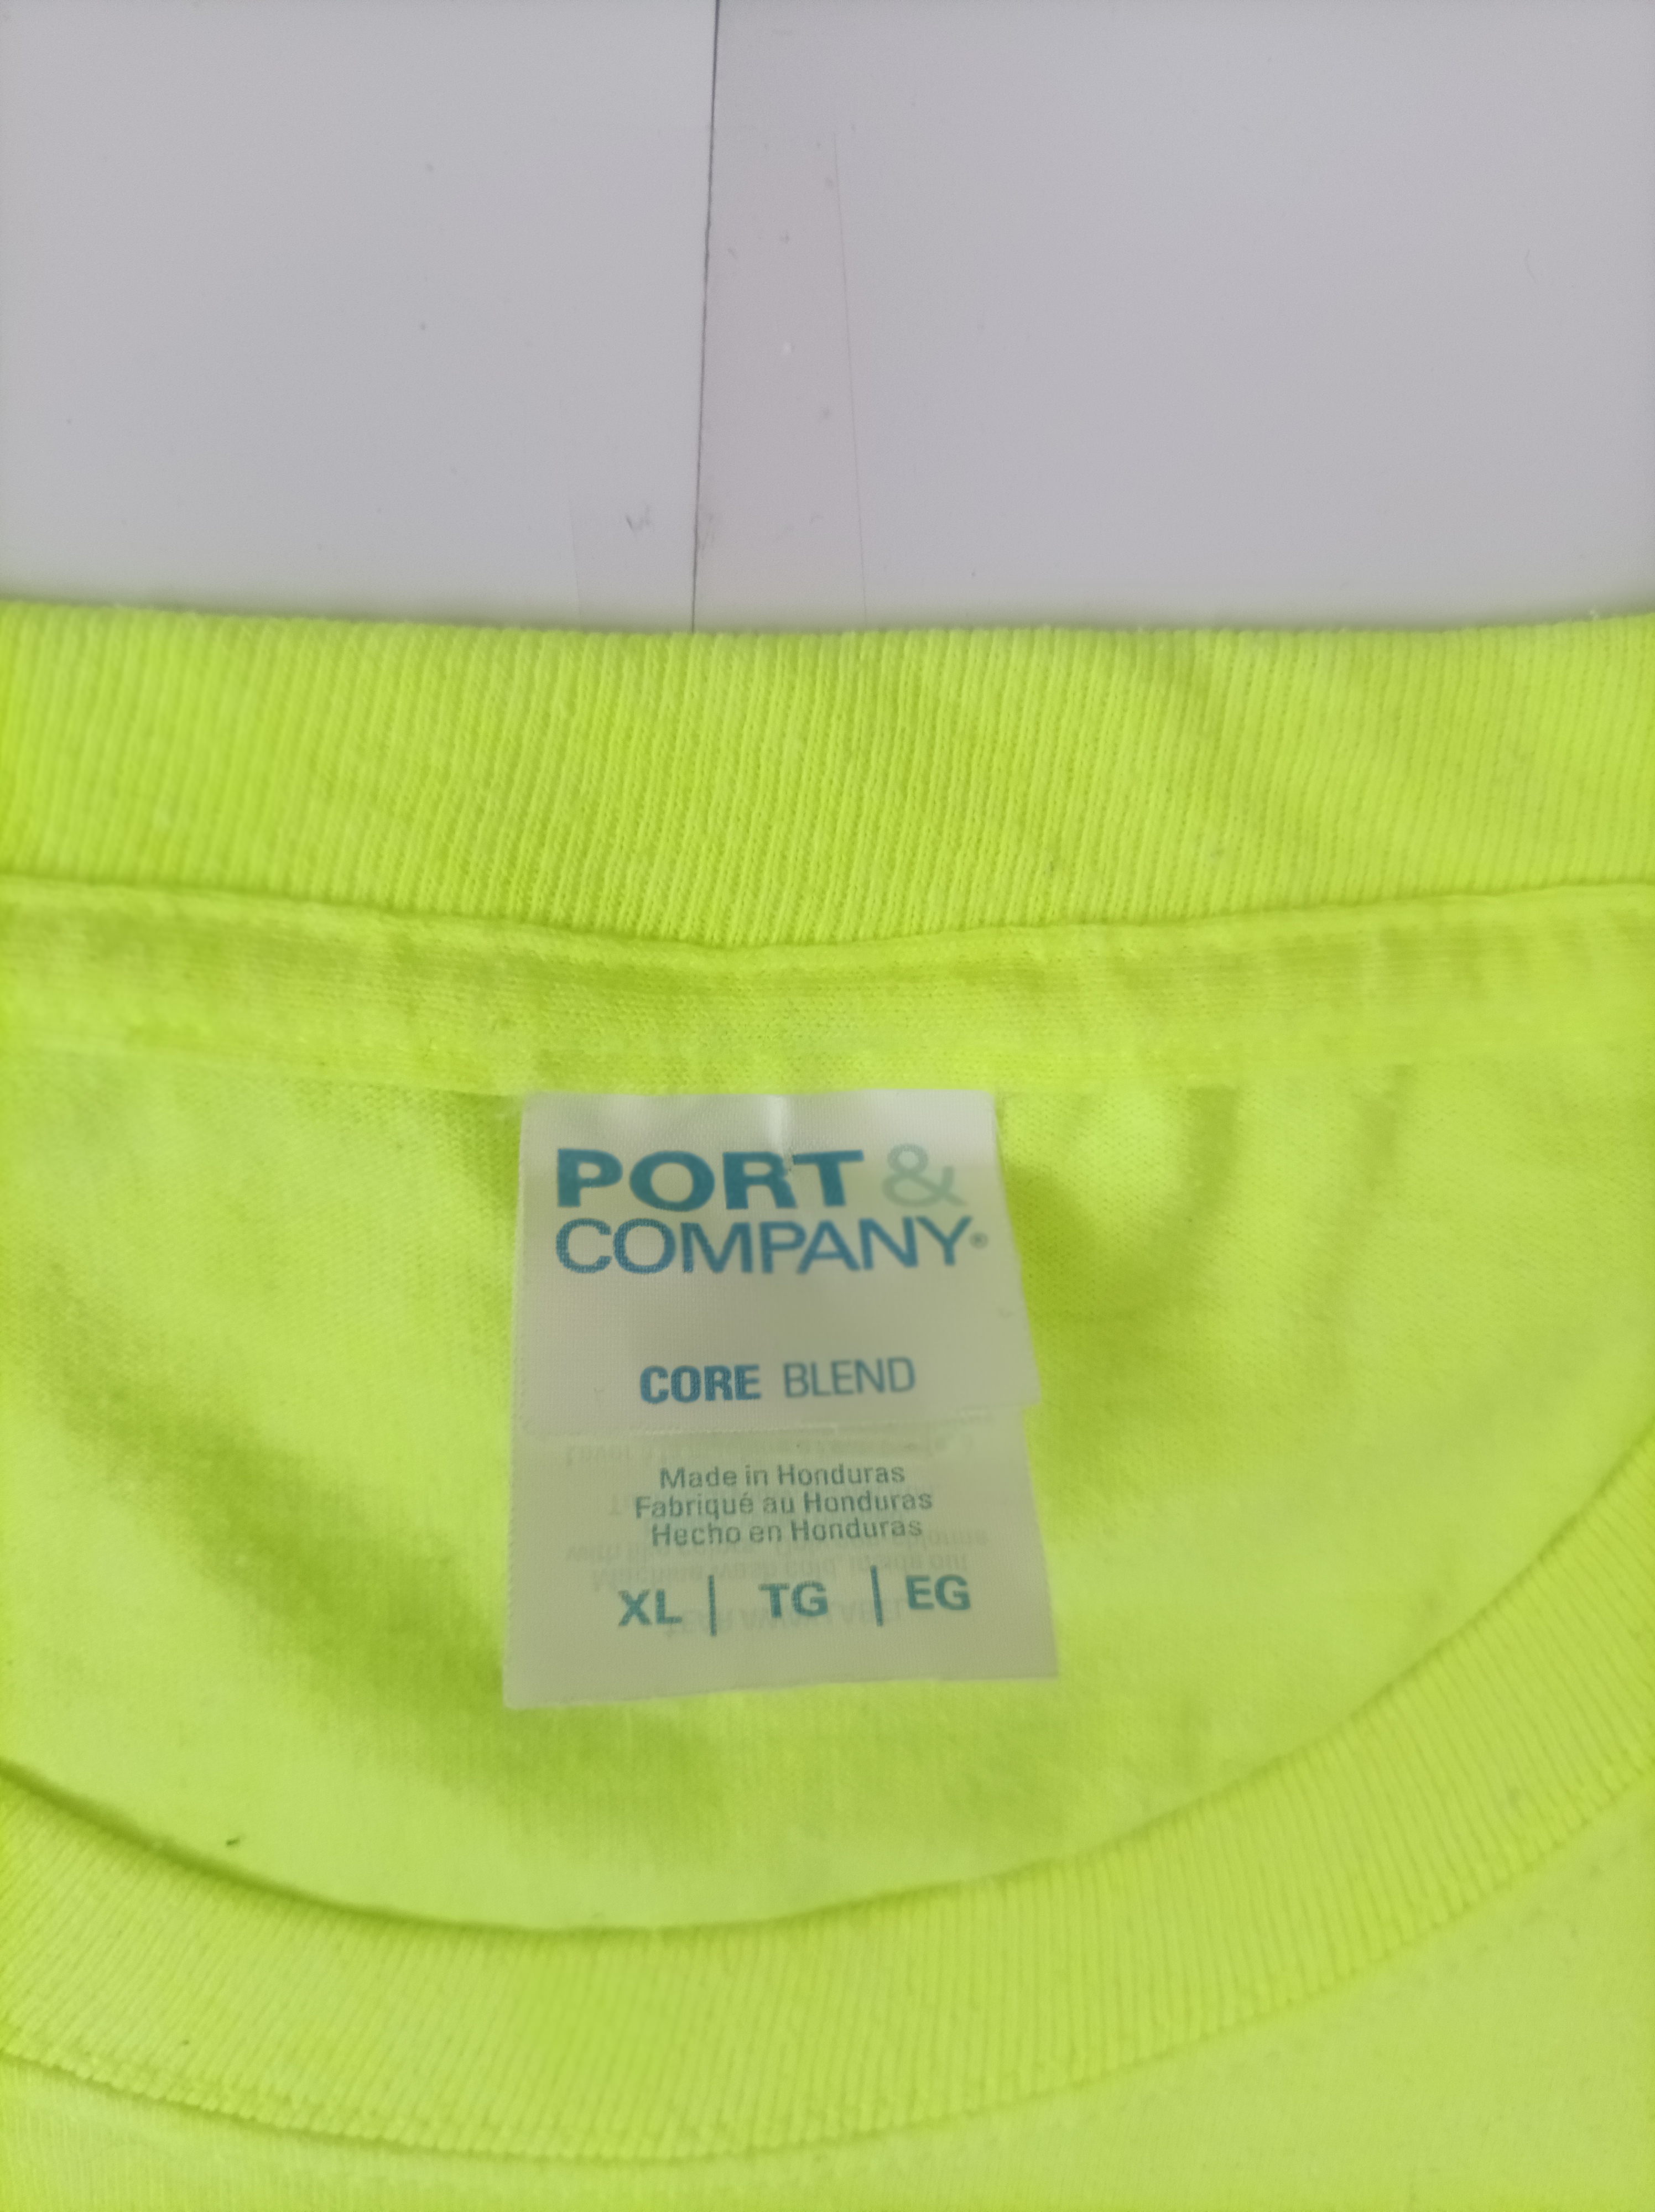 PORT &
COMPANY®
CORE BLEND
Made in Honduras
Fabriqué au Honduras
Hecho en Honduras
XL | TG | EG